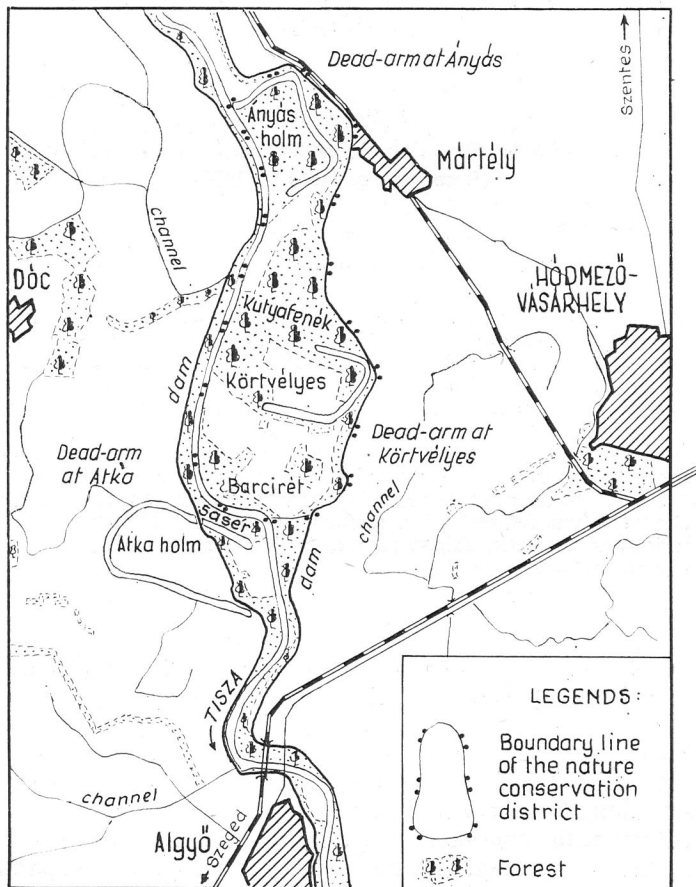 Dead-arm at Ányás
Szentes
Ányás
holm
Mártély
channel
Dóc
HÓDMEZŐ-
VÁSÁRHELY
Kutyafenék
dam
Körtvélyes
Dead-arm
at Atka
Dead-arm at
Körtvélyes
Barcirét
Sasér
channel
Atka holm
dam
TISZA
LEGENDS:
Boundary line
of the nature
conservation
district
channel
Algyő
Szeged
Forest